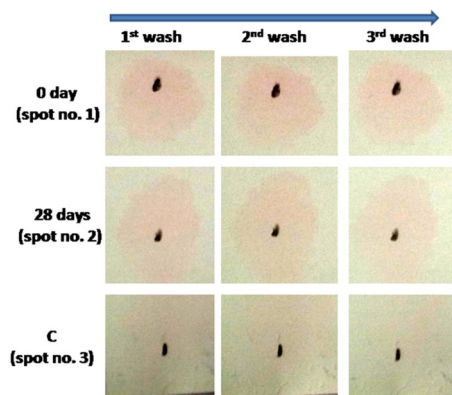 1st wash 2nd wash 3rd wash
0 day
(spot no. 1)
28 days
(spot no. 2)
C
(spot no. 3)